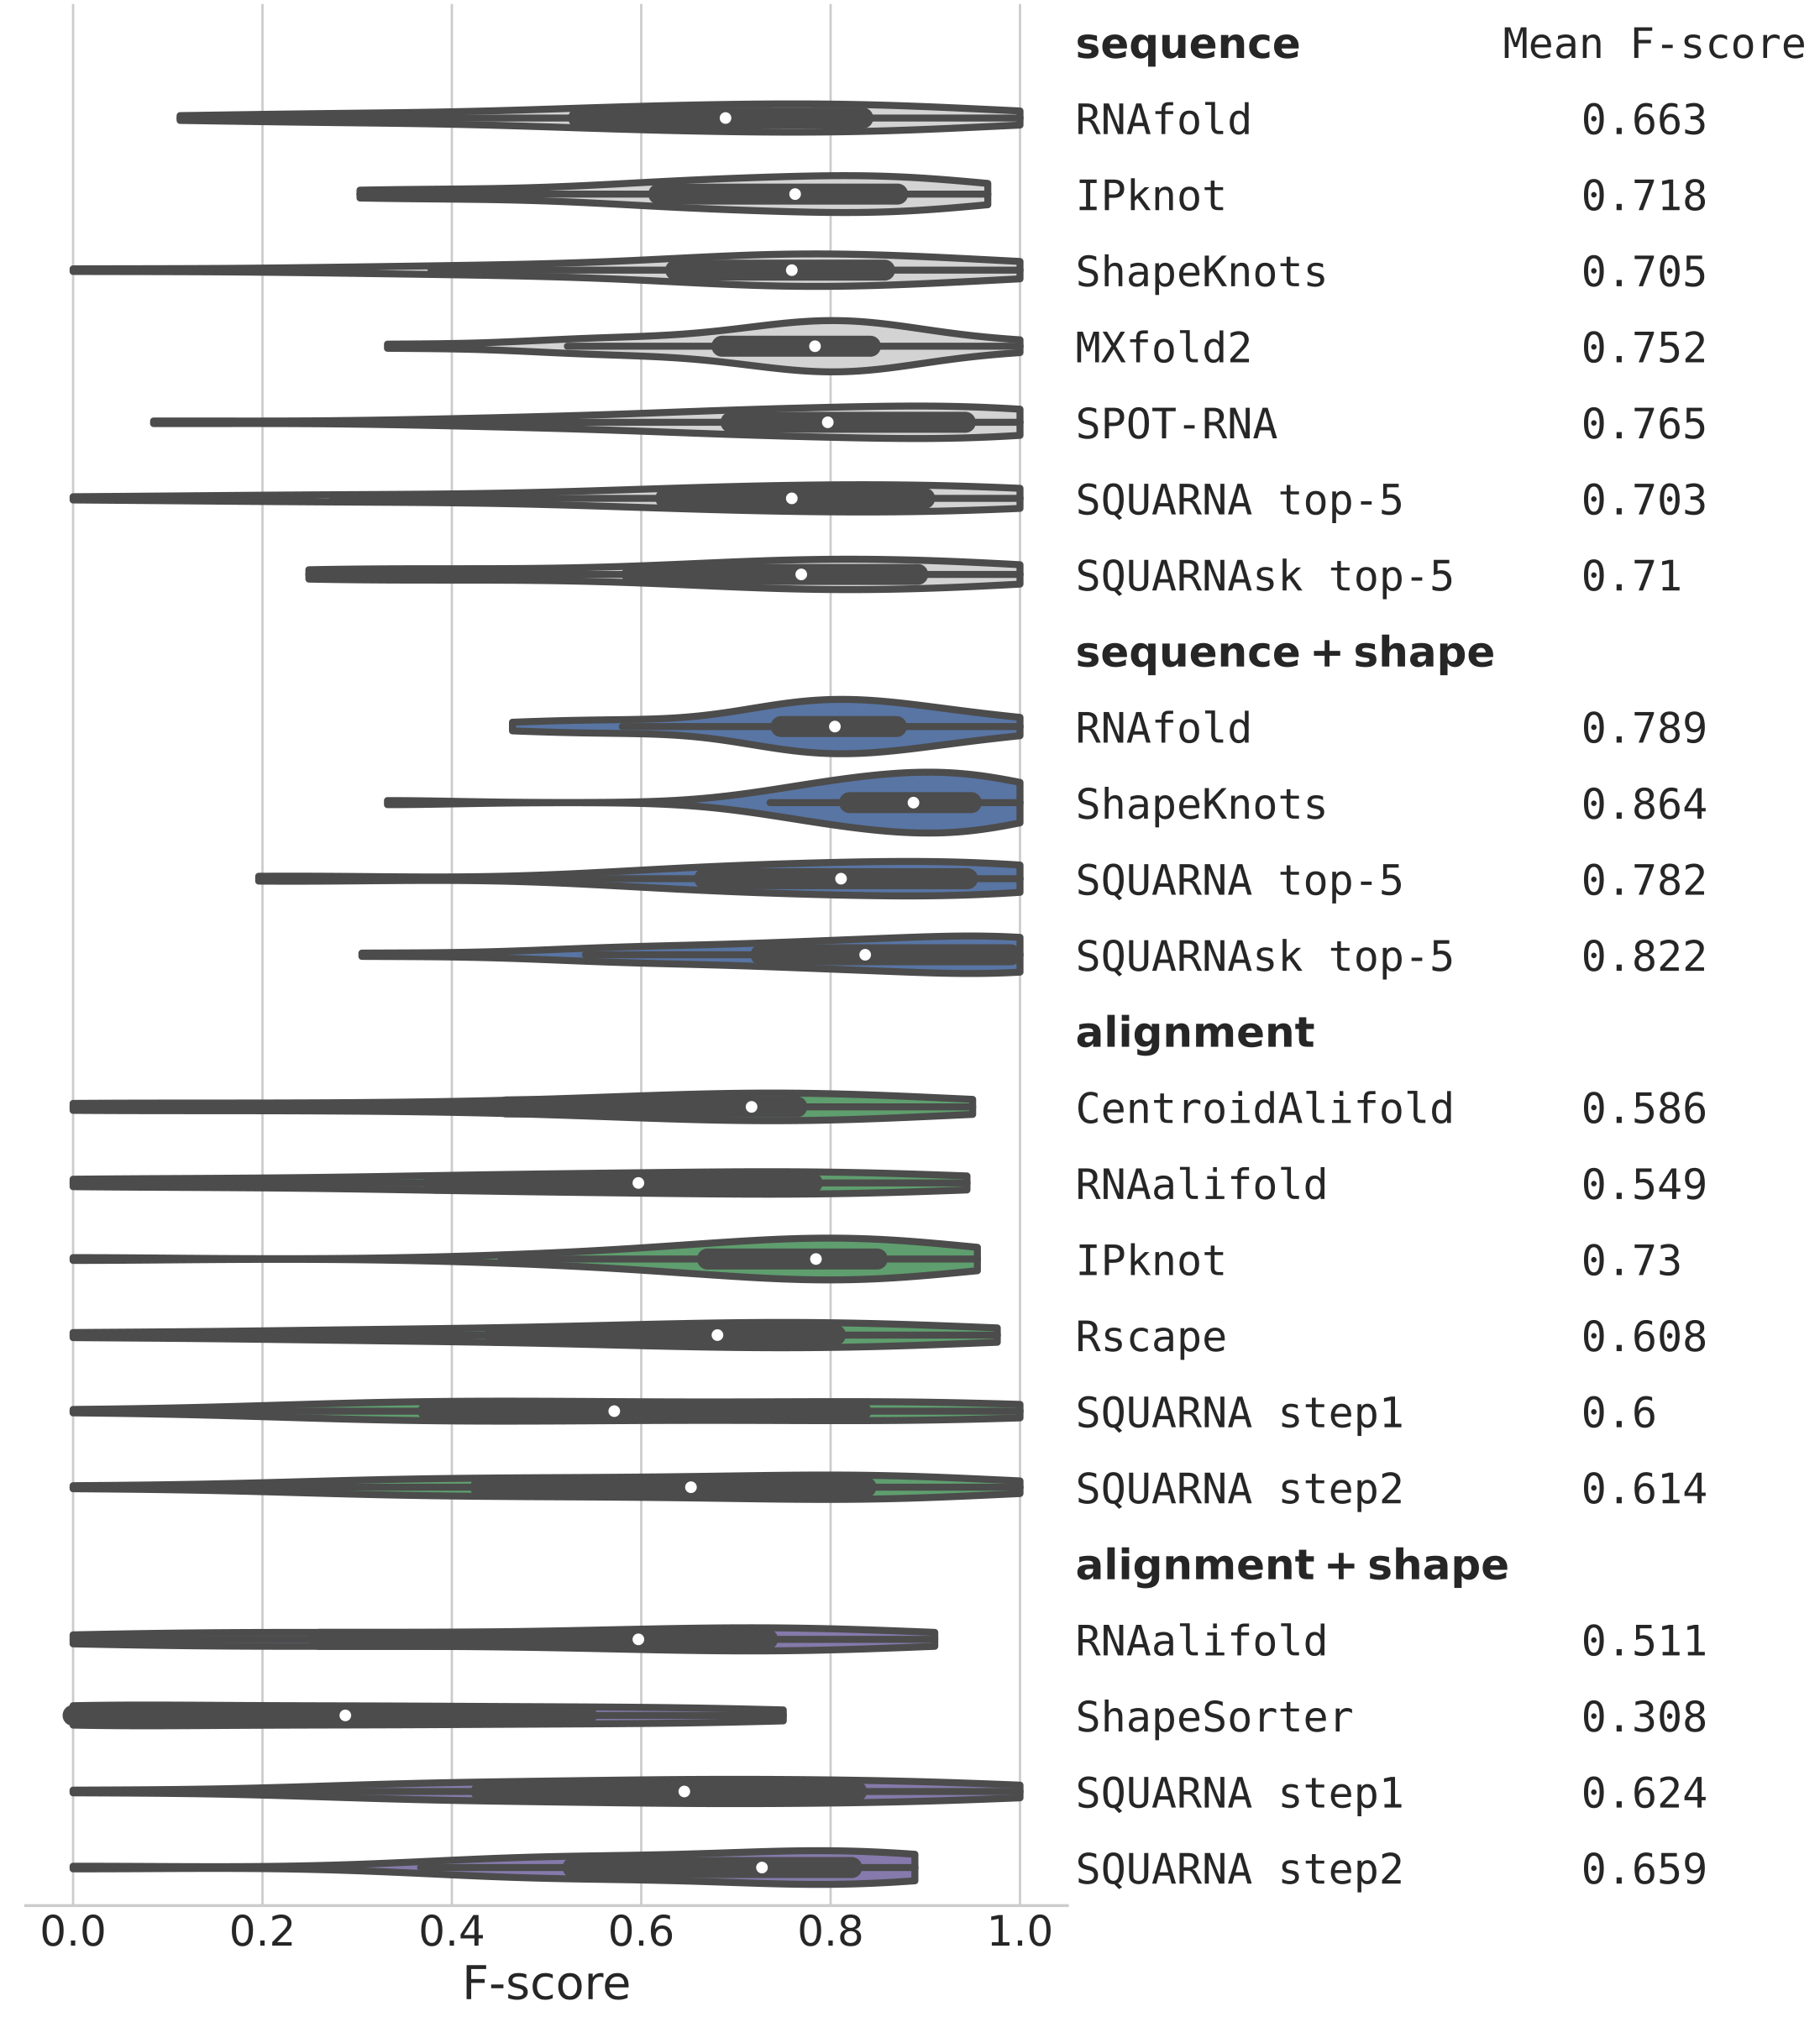 sequence Mean F-score
RNAfold 0.663
IPknot 0.718
ShapeKnots 0.705
MXfold2 0.752
SPOT-RNA 0.765
SQUARNA top-5 0.703
SQUARNAsk top-5 0.71
sequence + shape
RNAfold 0.789
ShapeKnots 0.864
SQUARNA top-5 0.782
SQUARNAsk top-5 0.822
alignment
CentroidAlifold 0.586
RNAalifold 0.549
IPknot 0.73
Rscape 0.608
SQUARNA step1 0.6
SQUARNA step2 0.614
alignment + shape
RNAalifold 0.511
ShapeSorter 0.308
SQUARNA step1 0.624
SQUARNA step2 0.659
0.0 0.2 0.4 0.6 0.8 1.0
F-score